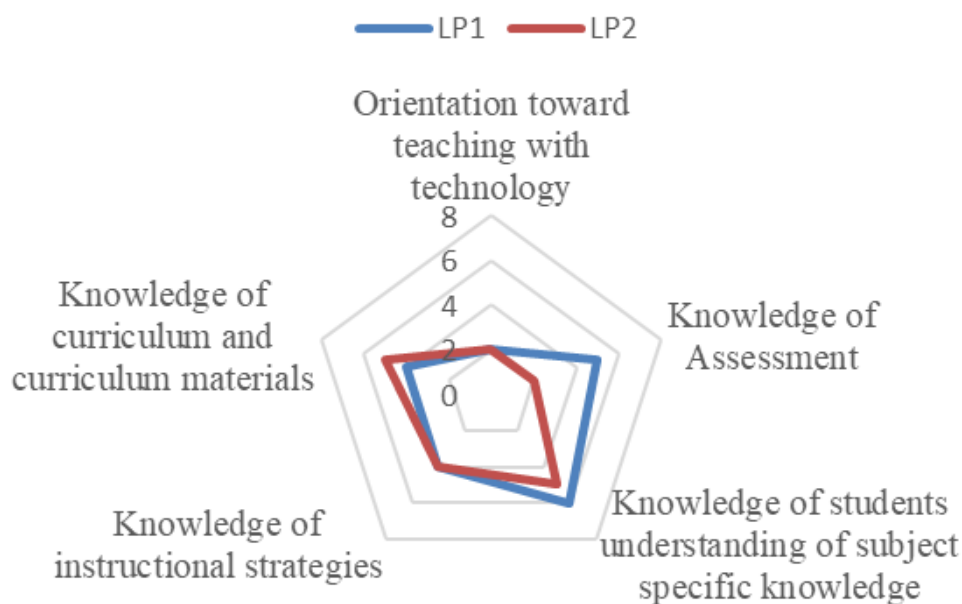 LP1 LP2
Orientation toward
teaching with
technology
8
6
4
2
0
Knowledge of
Assessment
Knowledge of students
understanding of subject
specific knowledge
Knowledge of
instructional strategies
Knowledge of
curriculum and
curriculum materials